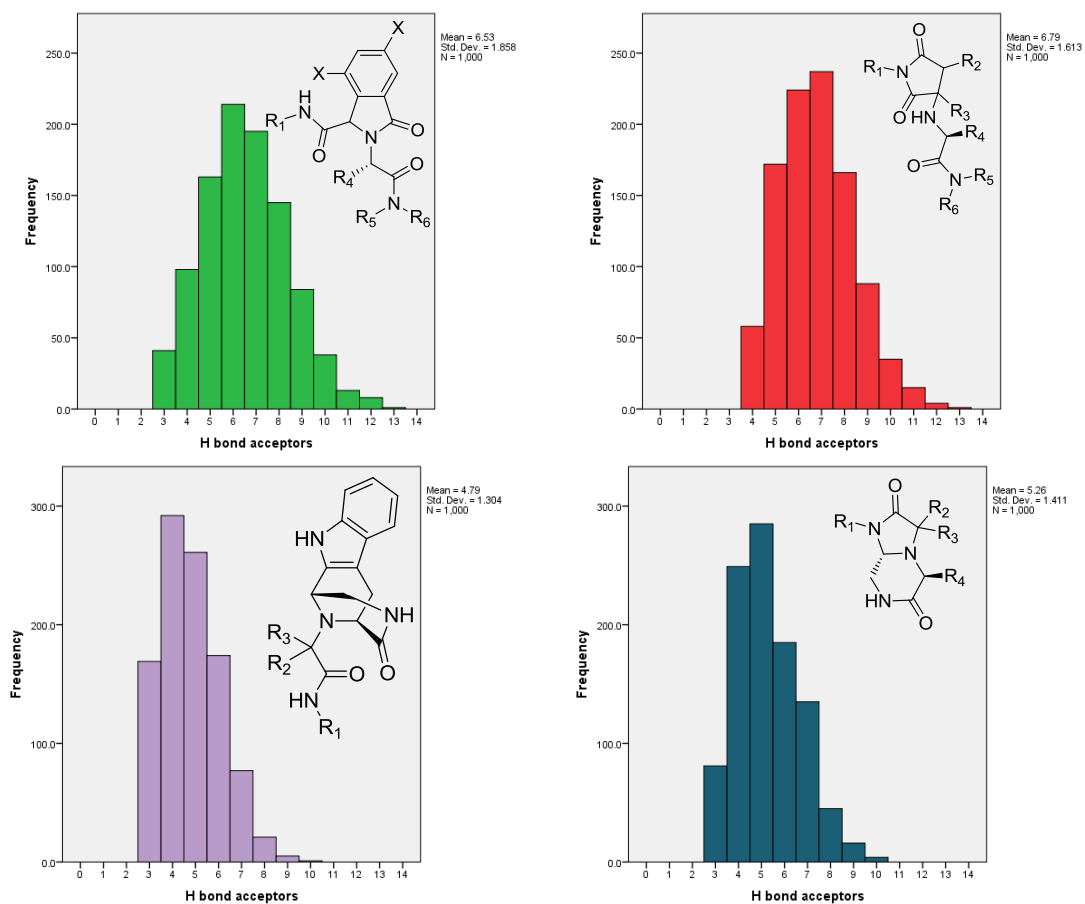 Mean = 6.53
Std. Dev. = 1.858
N = 1,000
Frequency
250.0
200.0
150.0
100.0
50.0
0.0
0 1 2 3 4 5 6 7 8 9 10 11 12 13 14
H bond acceptors
X
X
H
N
R1
O
N
O
R4
O
N
R5
R6
Mean = 6.79
Std. Dev. = 1.613
N = 1,000
Frequency
250.0
200.0
150.0
100.0
50.0
0.0
0 1 2 3 4 5 6 7 8 9 10 11 12 13 14
H bond acceptors
O
R1
N
R2
O
R3
HN
R4
O
N
R5
R6
Mean = 4.79
Std. Dev. = 1.304
N = 1,000
Frequency
300.0
200.0
100.0
0.0
0 1 2 3 4 5 6 7 8 9 10 11 12 13 14
H bond acceptors
HN
N
NH
R3
R2
O
O
HN
R1
Mean = 5.26
Std. Dev. = 1.411
N = 1,000
Frequency
300.0
200.0
100.0
0.0
0 1 2 3 4 5 6 7 8 9 10 11 12 13 14
H bond acceptors
O
R2
R1
N
R3
N
R4
HN
O